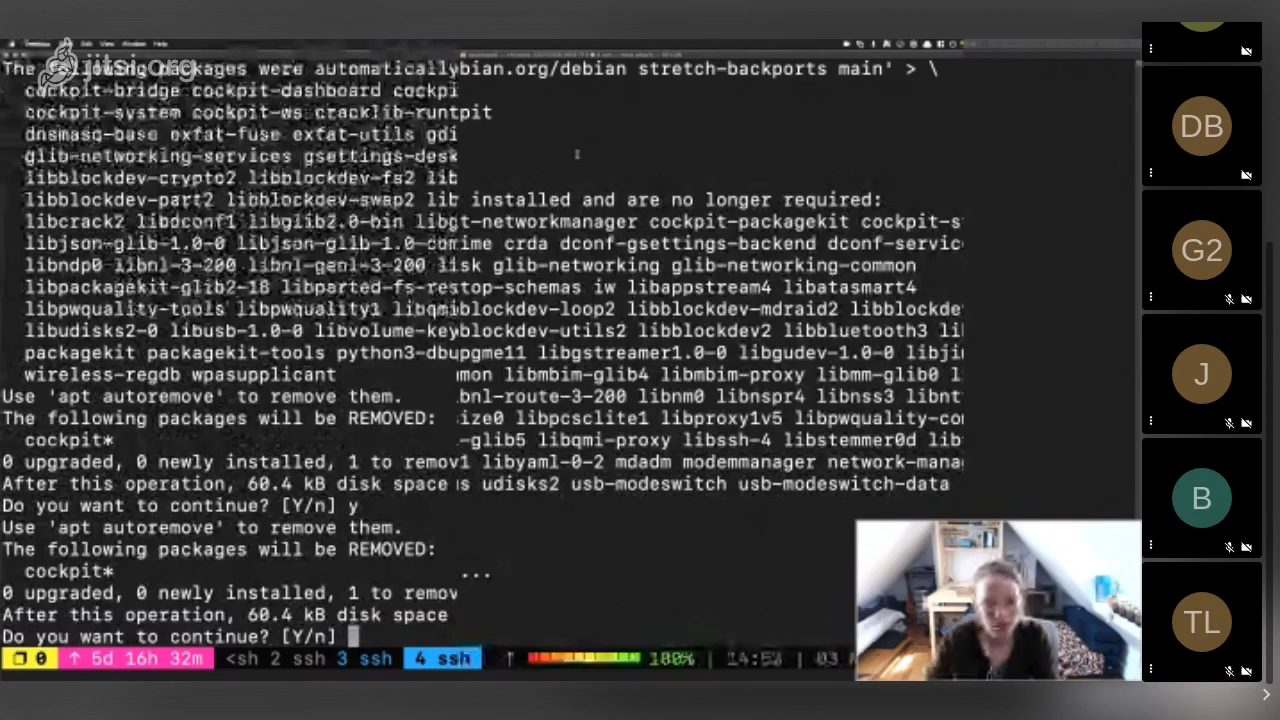 jitsi.org
The following packages were automaticallybian.org/debian stretch-backports main' > \
cockpit-bridge cockpit-dashboard cockpi
cockpit-system cockpit-ws cracklib-runtpit
dnsmasq-base exfat-fuse exfat-utils gdi
glib-networking-services gsettings-desk
libblockdev-crypto2 libblockdev-fs2 lib
libblockdev-part2 libblockdev-swap2 lib installed and are no longer required:
libcrack2 libdconf1 libglib2.0-bin libgt-networkmanager cockpit-packagekit cockpit-s
libjson-glib-1.0-0 libjson-glib-1.0-comime crda dconf-gsettings-backend dconf-servic
libndp0 libnl-3-200 libnl-genl-3-200 lisk glib-networking glib-networking-common
libpackagekit-glib2-18 libparted-fs-restop-schemas iw libappstream4 libatasmart4
libpwquality-tools libpwquality1 libqmiblockdev-loop2 libblockdev-mdraid2 libblockde
libudisks2-0 libusb-1.0-0 libvolume-keyblockdev-utils2 libblockdev2 libbluetooth3 li
packagekit packagekit-tools python3-dbupgme11 libgstreamer1.0-0 libgudev-1.0-0 libji
wireless-regdb wpasupplicant mon libmbim-glib4 libmbim-proxy libmm-glib0 l
Use 'apt autoremove' to remove them. bnl-route-3-200 libnm0 libnspr4 libnss3 libnt
The following packages will be REMOVED: size0 libpcsclite1 libproxy1v5 libpwquality-co
cockpit* -glib5 libqmi-proxy libssh-4 libstemmer0d lib
0 upgraded, 0 newly installed, 1 to remov1 libyaml-0-2 mdadm modemmanager network-mana
After this operation, 60.4 kB disk space s udisks2 usb-modeswitch usb-modeswitch-data
Do you want to continue? [Y/n] y
Use 'apt autoremove' to remove them.
The following packages will be REMOVED:
cockpit* ...
0 upgraded, 0 newly installed, 1 to remov
After this operation, 60.4 kB disk space
Do you want to continue? [Y/n]
0 ↑ 5d 16h 32m <sh 2 ssh 3 ssh 4 ssh ↑ 100% | 14:52 | 03
DB
G2
J
B
TL